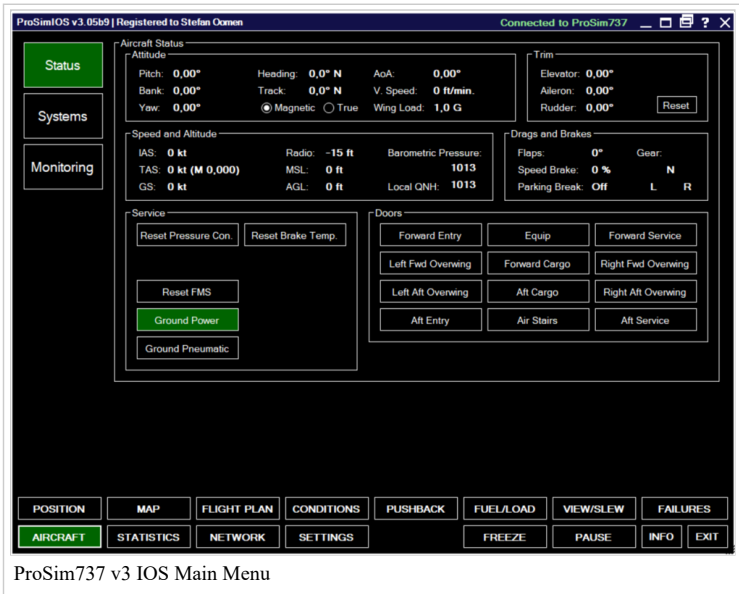 ProSimIOS v3.05b9 | Registered to Stefan Oomen Connected to ProSim737 ?
Status
Systems
Monitoring
Aircraft Status
Attitude
Pitch: 0,00° Heading: 0,0° N AoA: 0,00°
Bank: 0,00° Track: 0,0° N V. Speed: 0 ft/min.
Yaw: 0,00° Magnetic True Wing Load: 1,0 G
Trim
Elevator: 0,00°
Aileron: 0,00°
Rudder: 0,00° Reset
Speed and Altitude
IAS: 0 kt Radio: -15 ft Barometric Pressure:
TAS: 0 kt (M 0,000) MSL: 0 ft 1013
GS: 0 kt AGL: 0 ft Local QNH: 1013
Drags and Brakes
Flaps: 0° Gear:
Speed Brake: 0 % N
Parking Break: Off L R
Service
Reset Pressure Con. Reset Brake Temp.
Reset FMS
Ground Power
Ground Pneumatic
Doors
Forward Entry Equip Forward Service
Left Fwd Overwing Forward Cargo Right Fwd Overwing
Left Aft Overwing Aft Cargo Right Aft Overwing
Aft Entry Air Stairs Aft Service
POSITION MAP FLIGHT PLAN CONDITIONS PUSHBACK FUEL/LOAD VIEW/SLEW FAILURES
AIRCRAFT STATISTICS NETWORK SETTINGS FREEZE PAUSE INFO EXIT
ProSim737 v3 IOS Main Menu